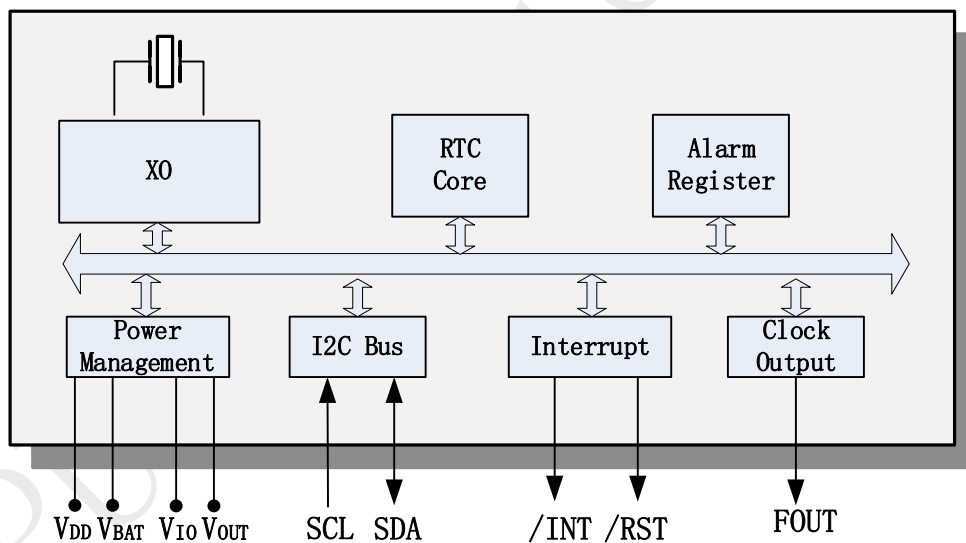 XO
RTC
Core
Alarm
Register
Power
Management
I2C Bus
Interrupt
Clock
Output
VDD VBAT VIO VOUT
SCL SDA
/INT /RST
FOUT